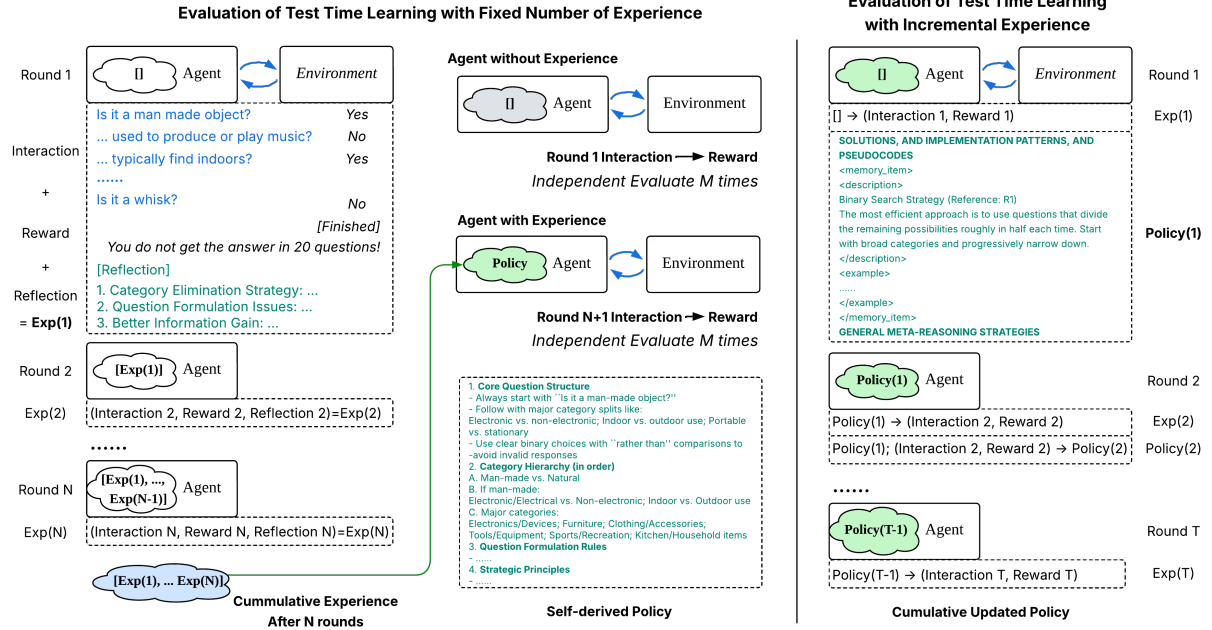 Evaluation of Test Time Learning with Fixed Number of Experience
Round 1
[]
Agent
Environment
Interaction
+
Reward
+
Reflection
= Exp(1)
Is it a man made object?
Yes
... used to produce or play music?
No
... typically find indoors?
Yes
......
Is it a whisk?
No
[Finished]
You do not get the answer in 20 questions!
[Reflection]
1. Category Elimination Strategy: ...
2. Question Formulation Issues: ...
3. Better Information Gain: ...
Round 2
[Exp(1)]
Agent
Exp(2)
(Interaction 2, Reward 2, Reflection 2)=Exp(2)
......
Round N
[Exp(1), ...,
Exp(N-1)]
Agent
Exp(N)
(Interaction N, Reward N, Reflection N)=Exp(N)
[Exp(1), ... Exp(N)]
Cummulative Experience
After N rounds
Agent without Experience
[]
Agent
Environment
Round 1 Interaction
Reward
Independent Evaluate M times
Agent with Experience
Policy
Agent
Environment
Round N+1 Interaction
Reward
Independent Evaluate M times
1. Core Question Structure
- Always start with ``Is it a man-made object?''
- Follow with major category splits like:
Electronic vs. non-electronic; Indoor vs. outdoor use; Portable
vs. stationary
- Use clear binary choices with ``rather than'' comparisons to
-avoid invalid responses
2. Category Hierarchy (in order)
A. Man-made vs. Natural
B. If man-made:
Electronic/Electrical vs. Non-electronic; Indoor vs. Outdoor use
C. Major categories:
Electronics/Devices; Furniture; Clothing/Accessories;
Tools/Equipment; Sports/Recreation; Kitchen/Household items
3. Question Formulation Rules
- ......
4. Strategic Principles
- ......
Self-derived Policy
Evaluation of Test Time Learning
with Incremental Experience
[]
Agent
Environment
Round 1
[] → (Interaction 1, Reward 1)
Exp(1)
SOLUTIONS, AND IMPLEMENTATION PATTERNS, AND
PSEUDOCODES
<memory_item>
<description>
Binary Search Strategy (Reference: R1)
The most efficient approach is to use questions that divide
the remaining possibilities roughly in half each time. Start
with broad categories and progressively narrow down.
</description>
<example>
......
</example>
</memory_item>
GENERAL META-REASONING STRATEGIES
Policy(1)
Policy(1)
Agent
Round 2
Policy(1) → (Interaction 2, Reward 2)
Exp(2)
Policy(1); (Interaction 2, Reward 2) → Policy(2)
Policy(2)
......
Policy(T-1)
Agent
Round T
Policy(T-1) → (Interaction T, Reward T)
Exp(T)
Cumulative Updated Policy